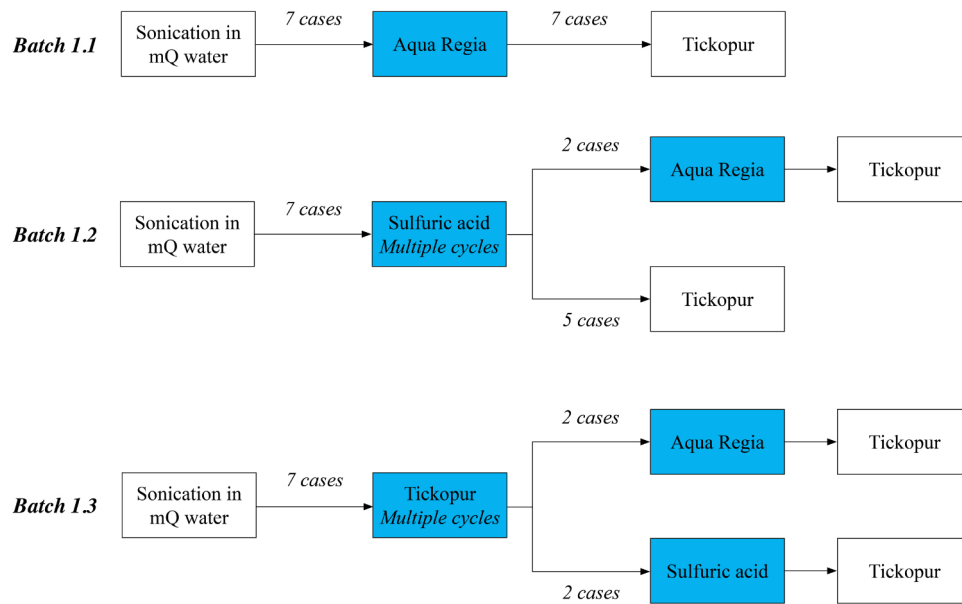 7 cases
7 cases
Batch 1.1
Sonication in
mQ water
Aqua Regia
Tickopur
2 cases
Aqua Regia
Tickopur
7 cases
Batch 1.2
Sonication in
mQ water
Sulfuric acid
Multiple cycles
Tickopur
5 cases
2 cases
Aqua Regia
Tickopur
7 cases
Batch 1.3
Sonication in
mQ water
Tickopur
Multiple cycles
Sulfuric acid
Tickopur
2 cases